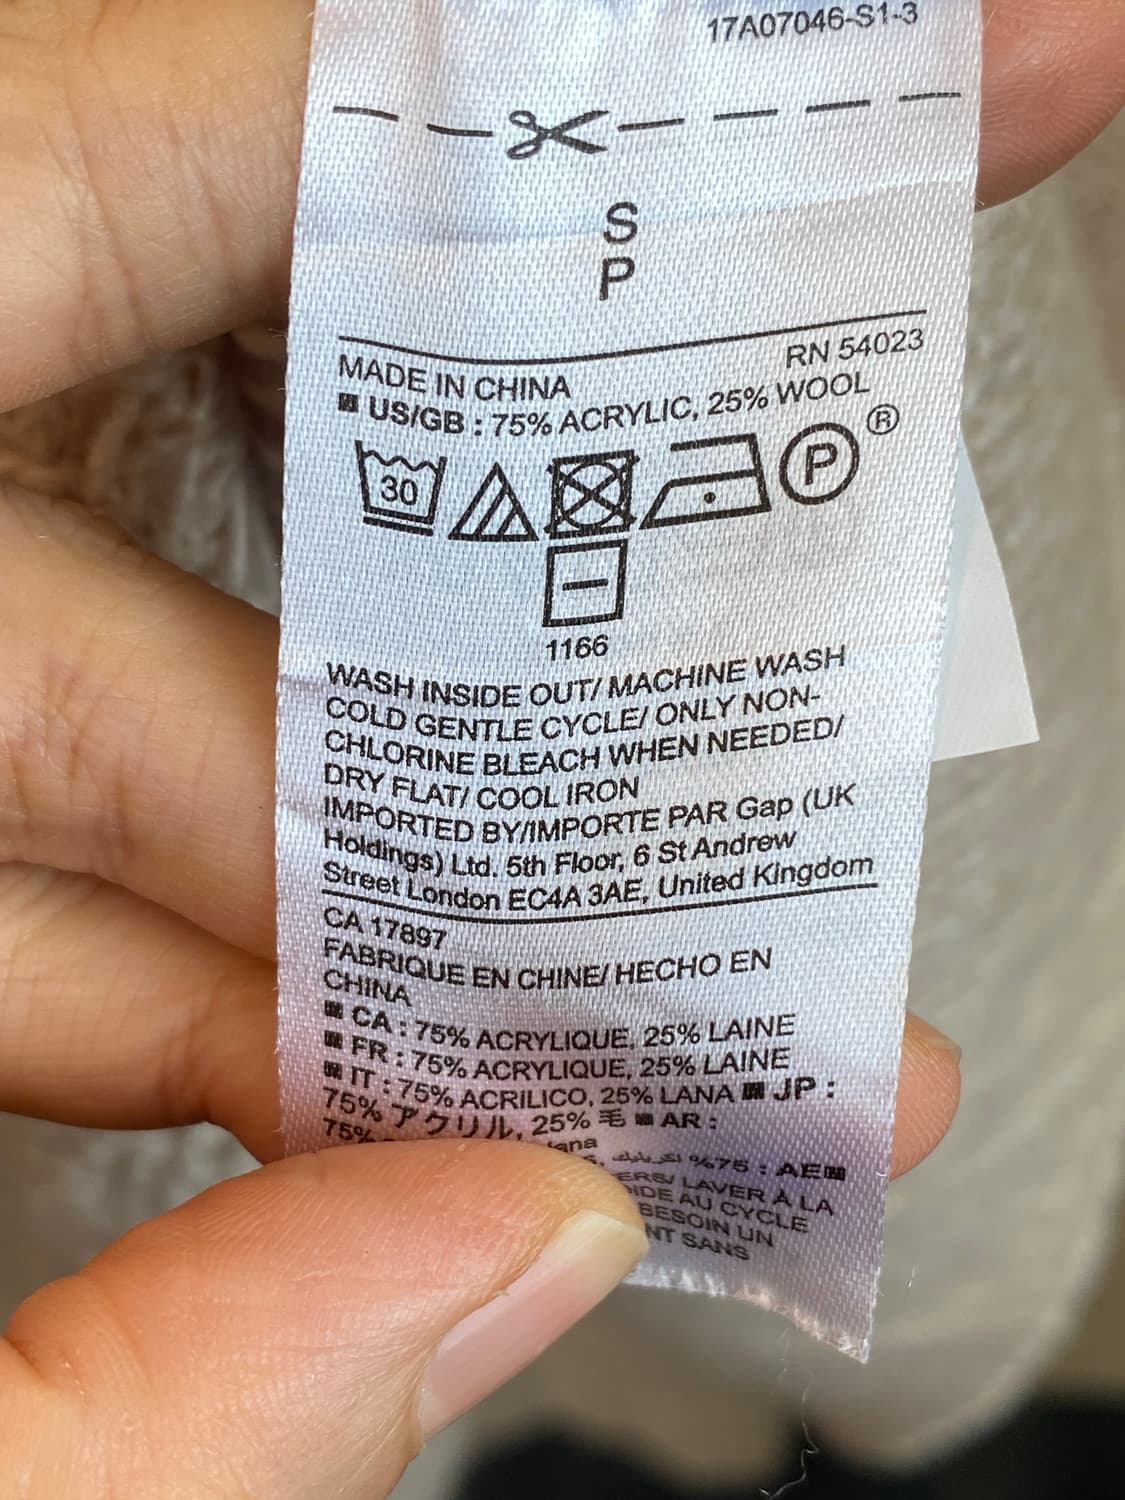 17A07046-S1-3
S
P
RN 54023
MADE IN CHINA
US/GB : 75% ACRYLIC, 25% WOOL
30 P ®
1166
WASH INSIDE OUT/ MACHINE WASH
COLD GENTLE CYCLE/ ONLY NON-
CHLORINE BLEACH WHEN NEEDED/
DRY FLAT/ COOL IRON
IMPORTED BY/IMPORTE PAR Gap (UK
Holdings) Ltd. 5th Floor, 6 St Andrew
Street London EC4A 3AE, United Kingdom
CA 17897
FABRIQUE EN CHINE/ HECHO EN
CHINA
CA : 75% ACRYLIQUE, 25% LAINE
FR : 75% ACRYLIQUE, 25% LAINE
IT : 75% ACRILICO, 25% LANA JP :
75% アクリル, 25% 毛 AR :
75% lana
%75 : AE
LAVER À LA
AU CYCLE
BESOIN UN
SANS